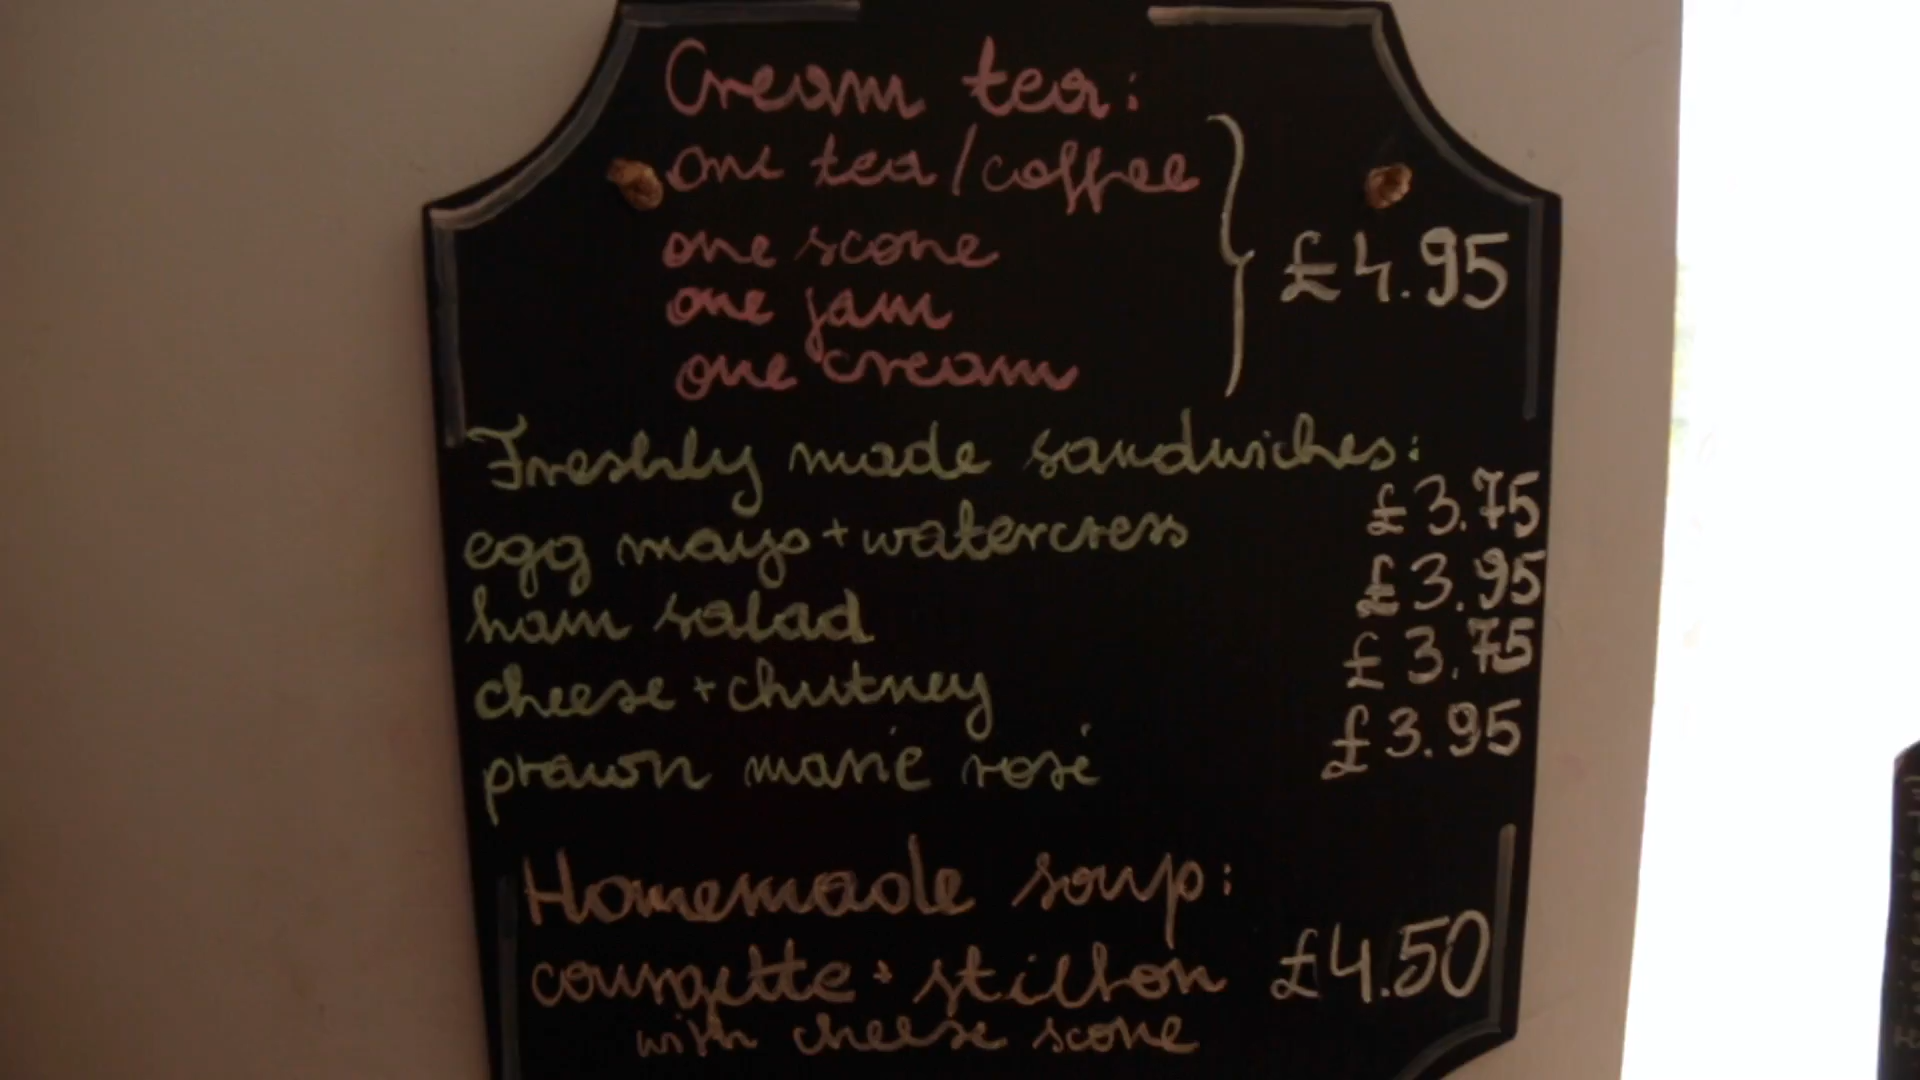 Cream tea:
one tea/coffee
one scone
one jam
one cream
£4.95
Freshly made sandwiches:
egg mayo + watercress £3.75
ham salad £3.95
cheese + chutney £3.75
prawn marie rose £3.95
Homemade soup:
courgette + stilton £4.50
with cheese scone